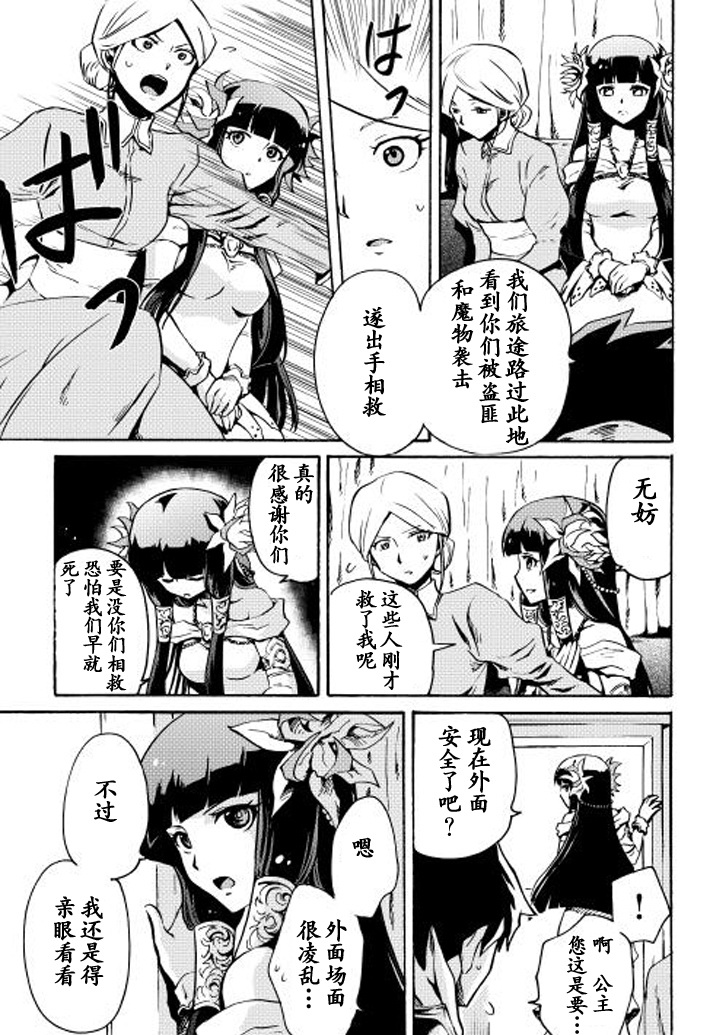 我们旅途路过此地
看到你们被盗匪
和魔物袭击
遂出手相救
はっ
ばっ
无妨
这些人刚才
救了我呢
真的
很感谢你们
要是没你们相救
恐怕我们早就
死了
现在外面
安全了吧？
！
啊 公主
您这是要…
嗯
外面场面
很凌乱…
不过
我还是得
亲眼看看